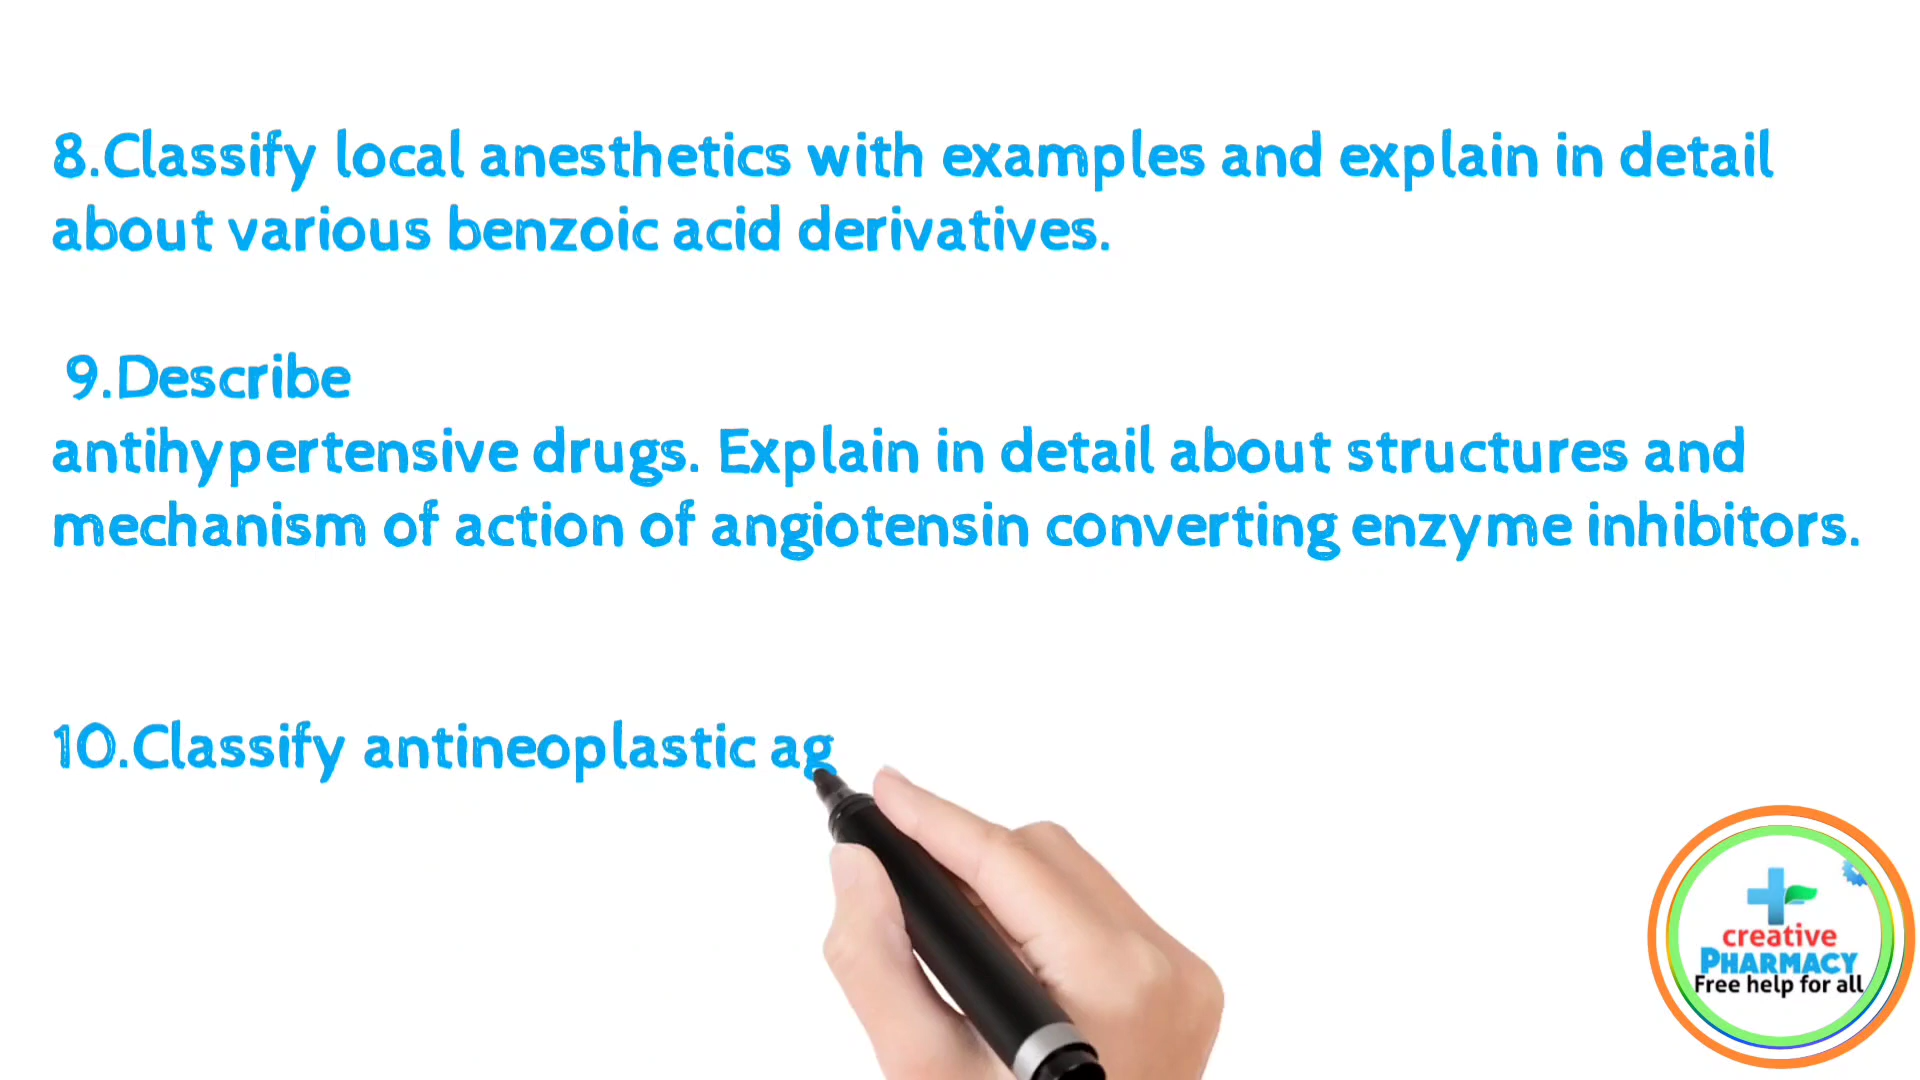 8.Classify local anesthetics with examples and explain in detail
about various benzoic acid derivatives.
9.Describe
antihypertensive drugs. Explain in detail about structures and
mechanism of action of angiotensin converting enzyme inhibitors.
10.Classify antineoplastic ag
creative
PHARMACY
Free help for all